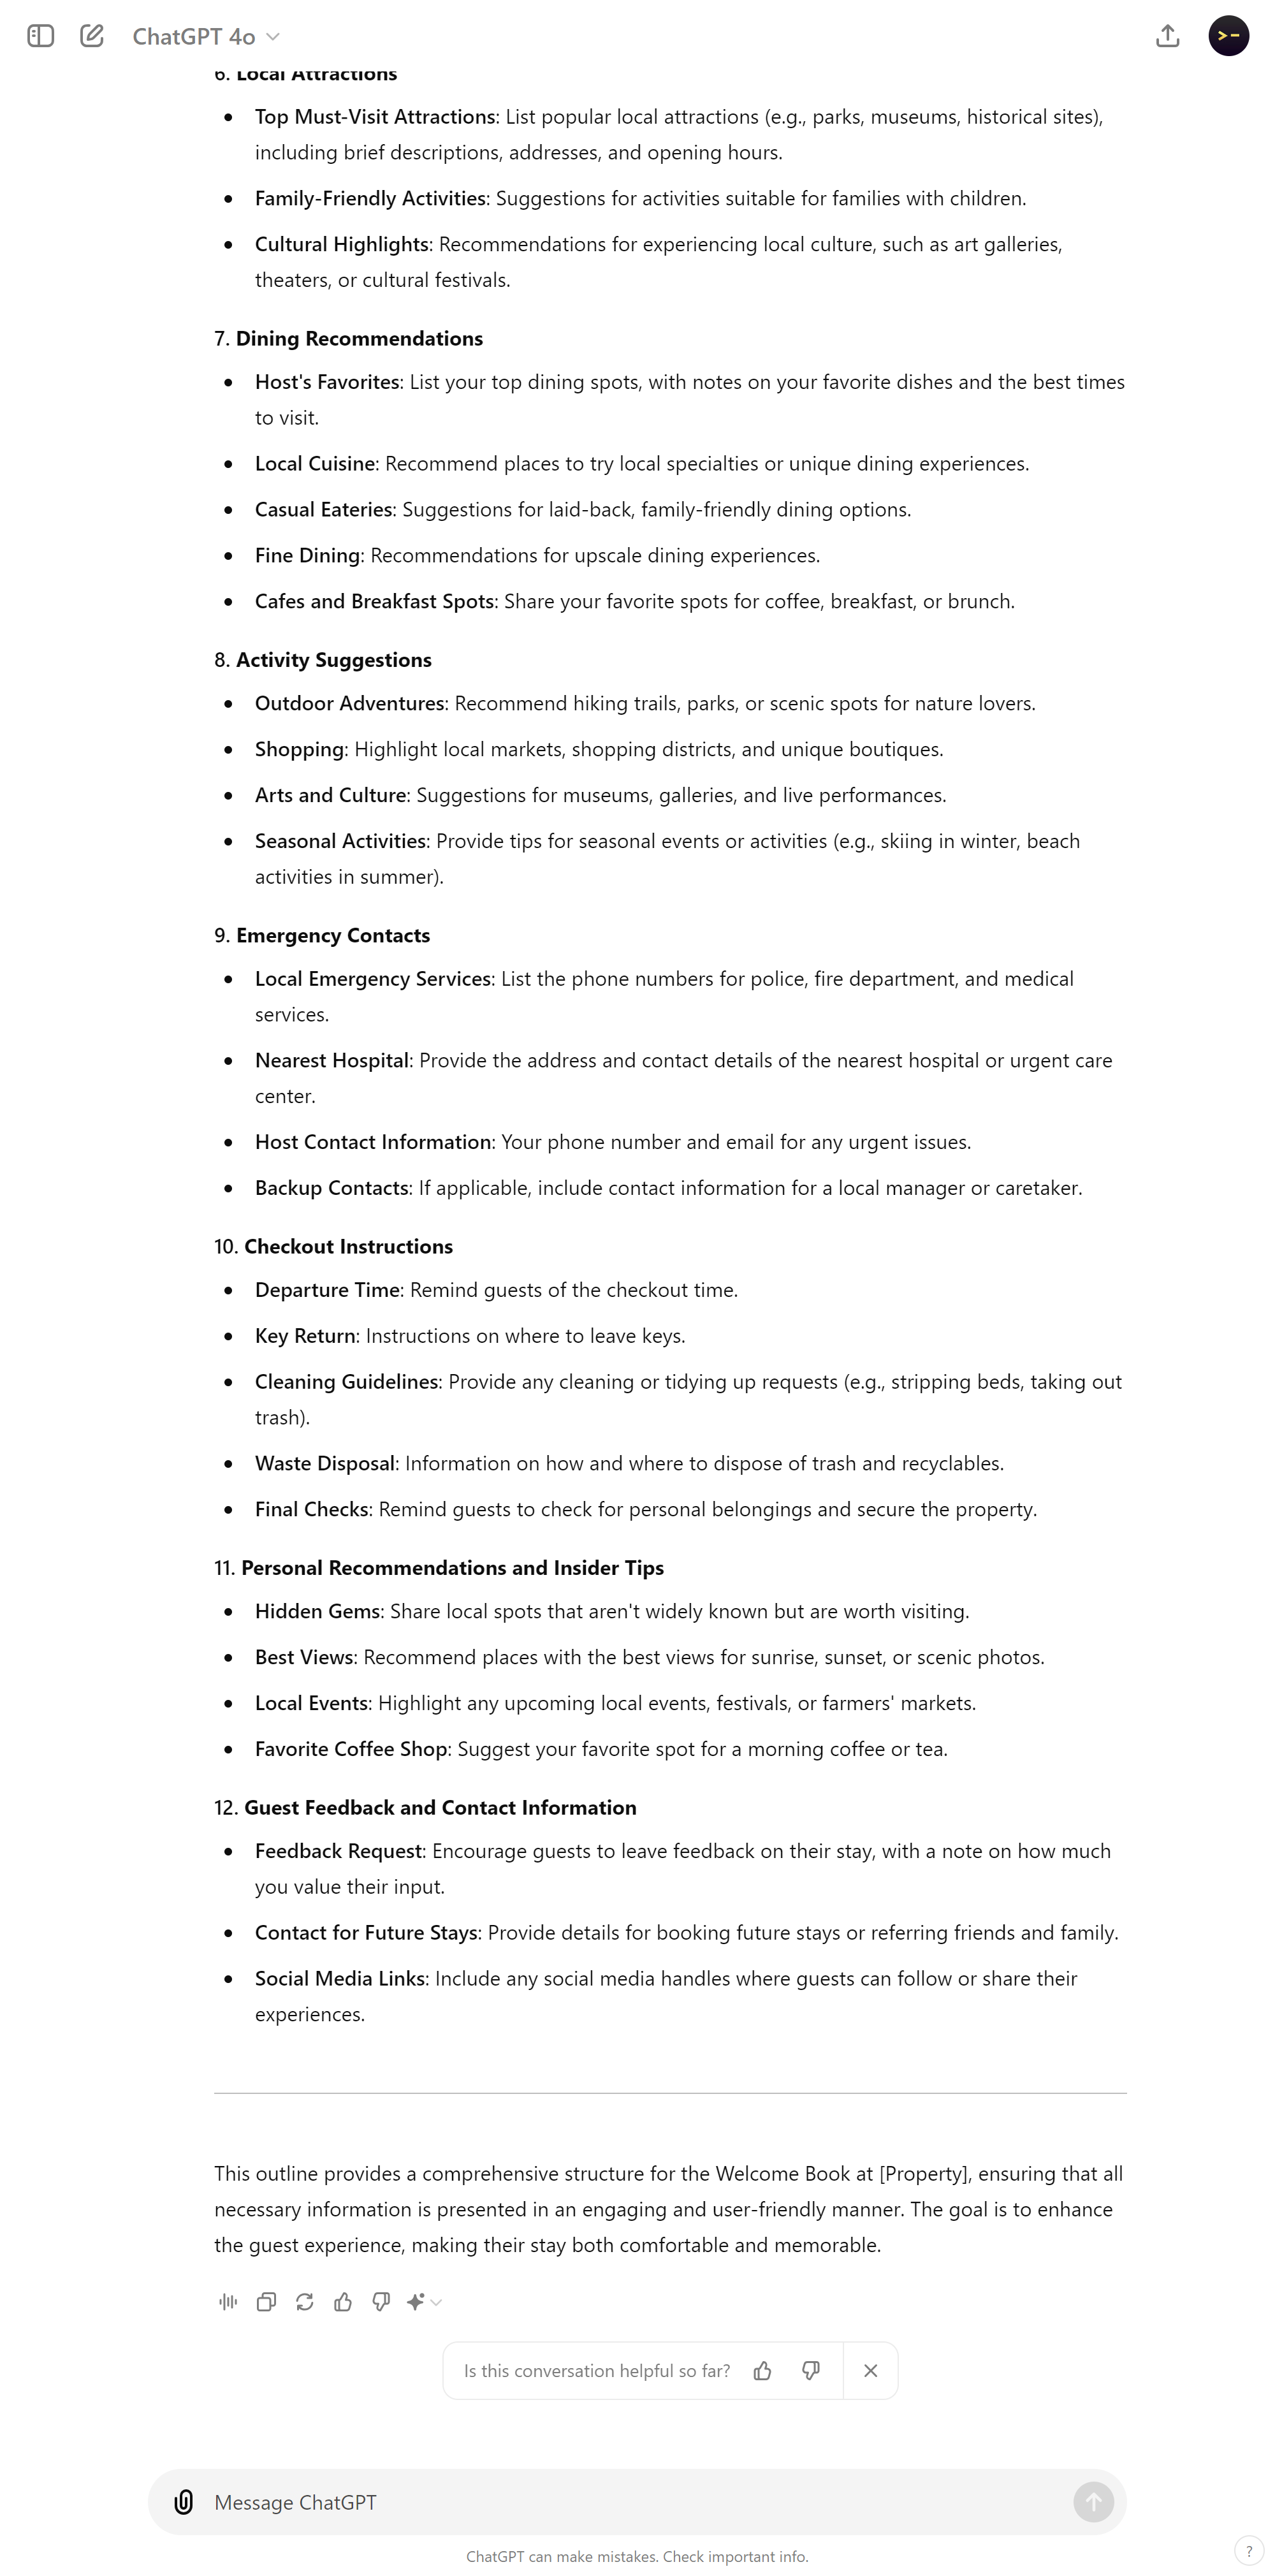 ChatGPT 4o
6. Local Attractions
Top Must-Visit Attractions: List popular local attractions (e.g., parks, museums, historical sites),
including brief descriptions, addresses, and opening hours.
Family-Friendly Activities: Suggestions for activities suitable for families with children.
Cultural Highlights: Recommendations for experiencing local culture, such as art galleries,
theaters, or cultural festivals.
7. Dining Recommendations
Host's Favorites: List your top dining spots, with notes on your favorite dishes and the best times
to visit.
Local Cuisine: Recommend places to try local specialties or unique dining experiences.
Casual Eateries: Suggestions for laid-back, family-friendly dining options.
Fine Dining: Recommendations for upscale dining experiences.
Cafes and Breakfast Spots: Share your favorite spots for coffee, breakfast, or brunch.
8. Activity Suggestions
Outdoor Adventures: Recommend hiking trails, parks, or scenic spots for nature lovers.
Shopping: Highlight local markets, shopping districts, and unique boutiques.
Arts and Culture: Suggestions for museums, galleries, and live performances.
Seasonal Activities: Provide tips for seasonal events or activities (e.g., skiing in winter, beach
activities in summer).
9. Emergency Contacts
Local Emergency Services: List the phone numbers for police, fire department, and medical
services.
Nearest Hospital: Provide the address and contact details of the nearest hospital or urgent care
center.
Host Contact Information: Your phone number and email for any urgent issues.
Backup Contacts: If applicable, include contact information for a local manager or caretaker.
10. Checkout Instructions
Departure Time: Remind guests of the checkout time.
Key Return: Instructions on where to leave keys.
Cleaning Guidelines: Provide any cleaning or tidying up requests (e.g., stripping beds, taking out
trash).
Waste Disposal: Information on how and where to dispose of trash and recyclables.
Final Checks: Remind guests to check for personal belongings and secure the property.
11. Personal Recommendations and Insider Tips
Hidden Gems: Share local spots that aren't widely known but are worth visiting.
Best Views: Recommend places with the best views for sunrise, sunset, or scenic photos.
Local Events: Highlight any upcoming local events, festivals, or farmers' markets.
Favorite Coffee Shop: Suggest your favorite spot for a morning coffee or tea.
12. Guest Feedback and Contact Information
Feedback Request: Encourage guests to leave feedback on their stay, with a note on how much
you value their input.
Contact for Future Stays: Provide details for booking future stays or referring friends and family.
Social Media Links: Include any social media handles where guests can follow or share their
experiences.
This outline provides a comprehensive structure for the Welcome Book at [Property], ensuring that all
necessary information is presented in an engaging and user-friendly manner. The goal is to enhance
the guest experience, making their stay both comfortable and memorable.
Is this conversation helpful so far?
Message ChatGPT
ChatGPT can make mistakes. Check important info.
?